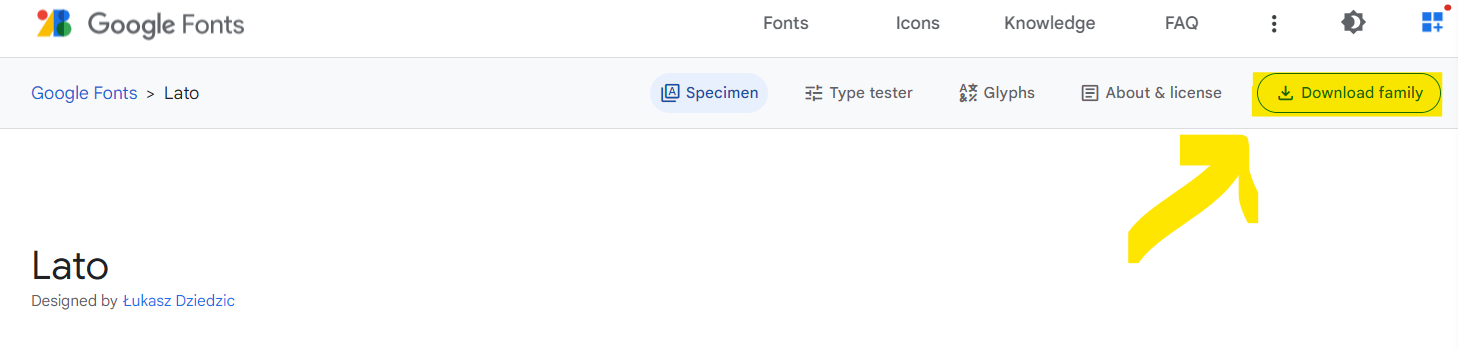 Google Fonts Fonts Icons Knowledge FAQ
Google Fonts > Lato Specimen Type tester Glyphs About & license Download family
Lato
Designed by Łukasz Dziedzic